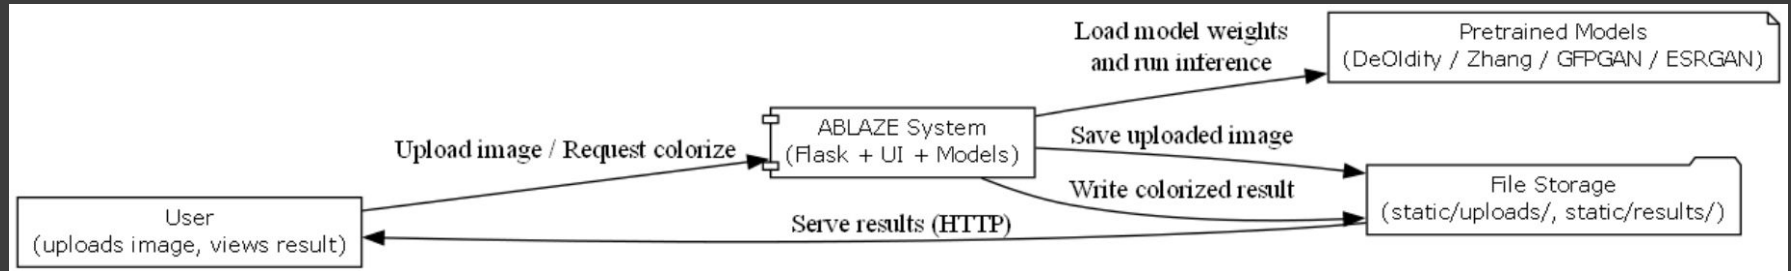 Load model weights
and run inference
Pretrained Models
(DeOldity / Zhang / GFPGAN / ESRGAN)
ABLAZE System
(Flask + UI + Models)
Upload image / Request colorize
Save uploaded image
Write colorized result
File Storage
(static/uploads/, static/results/)
User
(uploads image, views result)
Serve results (HTTP)